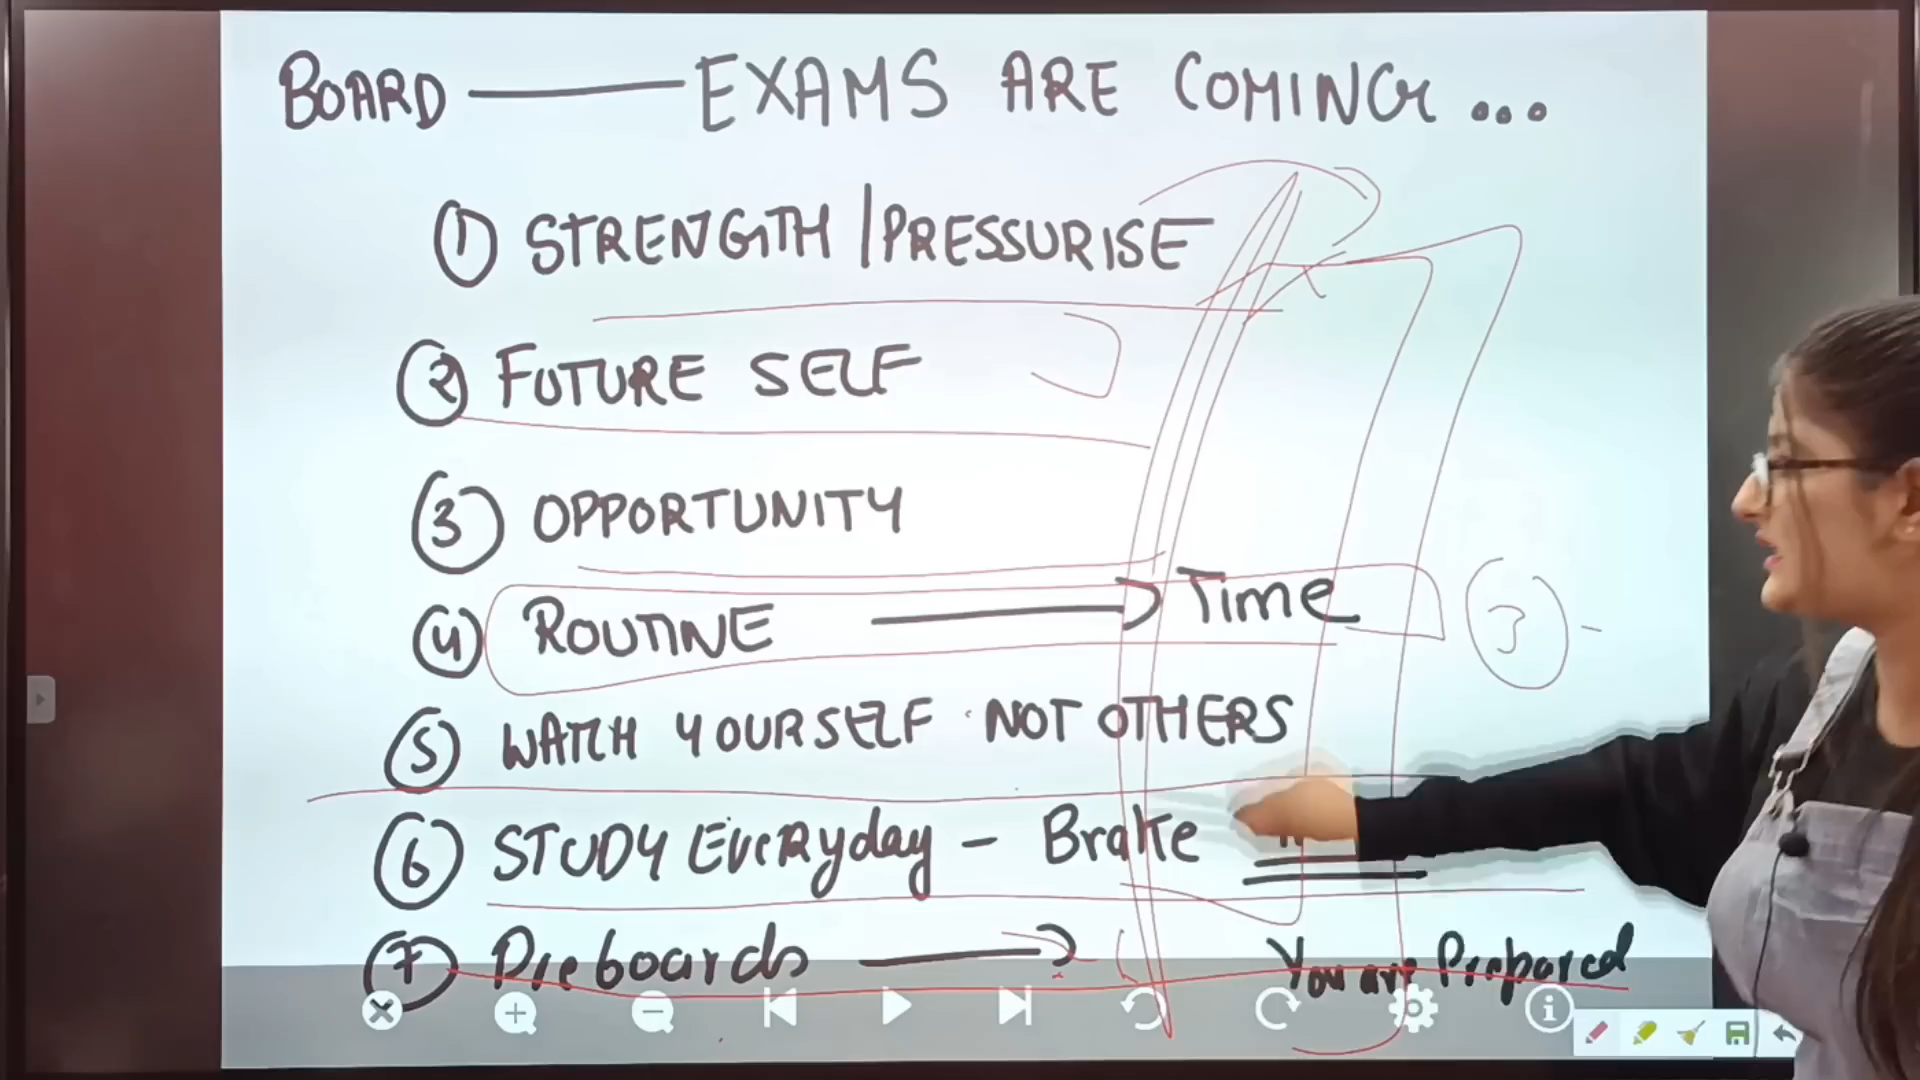 BOARD — EXAMS ARE COMING ...
① STRENGTH/PRESSURISE
② FUTURE SELF
③ OPPORTUNITY
④ ROUTINE → Time
3 -
⑤ WATCH YOURSELF NOT OTHERS
⑥ STUDY EVERyday - Brake
⑦ Preboards → You are Prepared